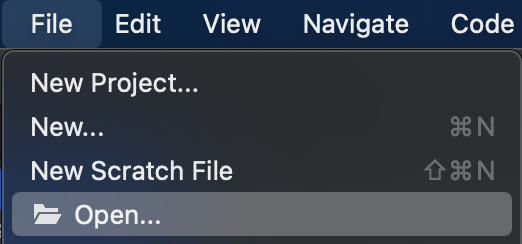 File Edit View Navigate Code
New Project...
New... ⌘N
New Scratch File ⇧⌘N
Open...